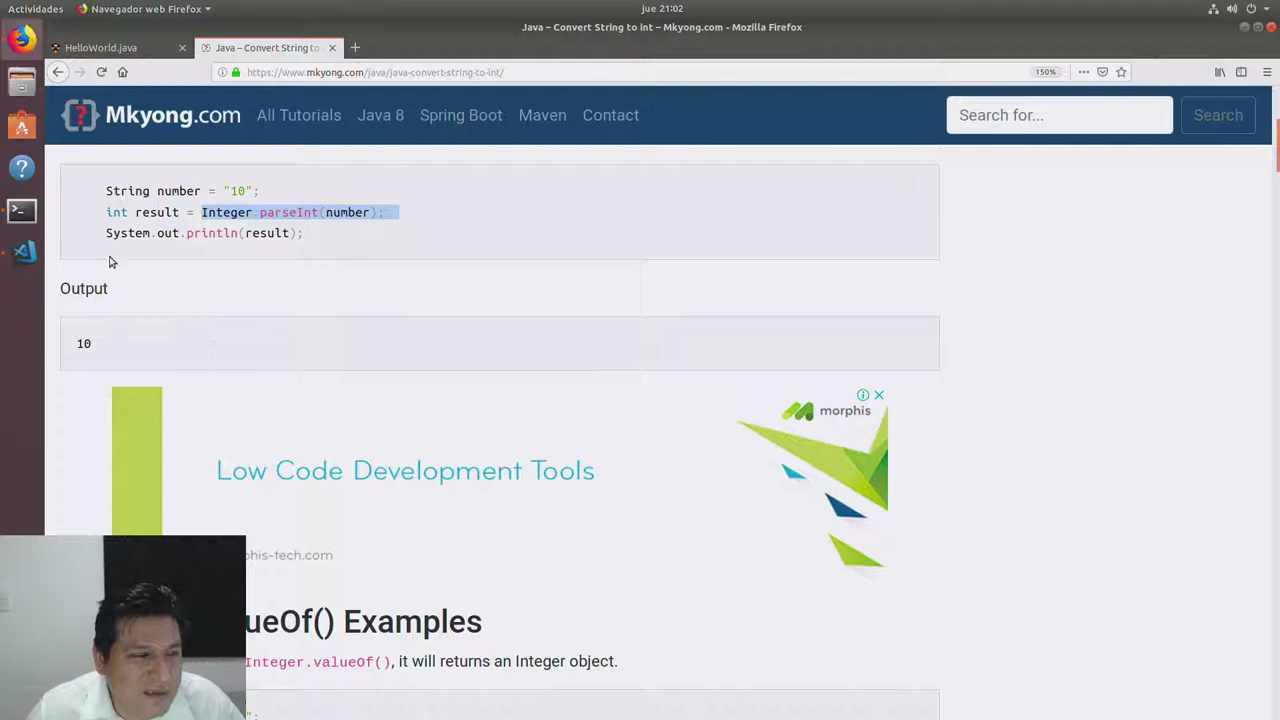 Actividades Navegador web Firefox jue 21:02
Java – Convert String to int – Mkyong.com - Mozilla Firefox
HelloWorld.java Java – Convert String to
https://www.mkyong.com/java/java-convert-string-to-int/ 150%
Mkyong.com All Tutorials Java 8 Spring Boot Maven Contact Search for... Search
String number = "10";
int result = Integer.parseInt(number);
System.out.println(result);
Output
10
morphis
Low Code Development Tools
phis-tech.com
ueOf() Examples
Integer.valueOf(), it will returns an Integer object.
";